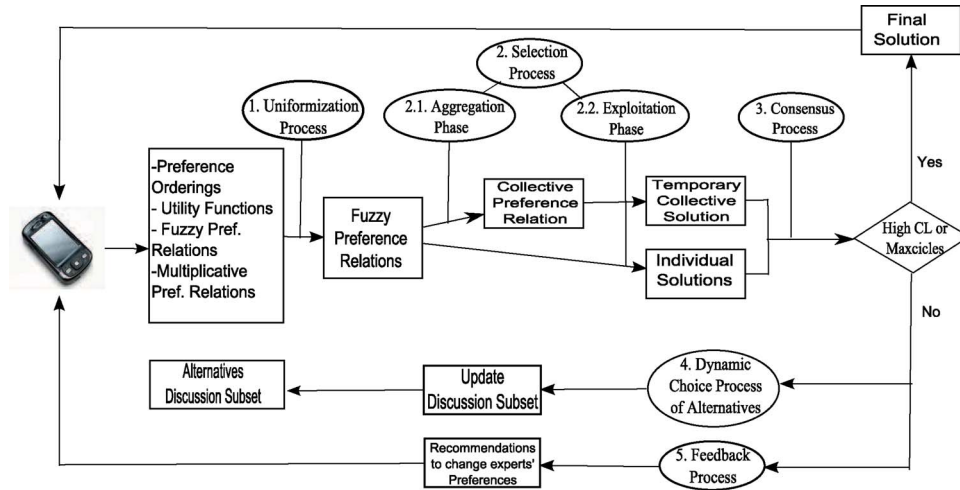 Final
Solution
2. Selection
Process
1. Uniformization
Process
2.1. Aggregation
Phase
2.2. Exploitation
Phase
3. Consensus
Process
-Preference
Orderings
- Utility Functions
- Fuzzy Pref.
Relations
-Multiplicative
Pref. Relations
Fuzzy
Preference
Relations
Collective
Preference
Relation
Temporary
Collective
Solution
Individual
Solutions
Yes
High CL or
Maxcicles
No
Alternatives
Discussion Subset
Update
Discussion Subset
4. Dynamic
Choice Process
of Alternatives
Recommendations
to change experts'
Preferences
5. Feedback
Process